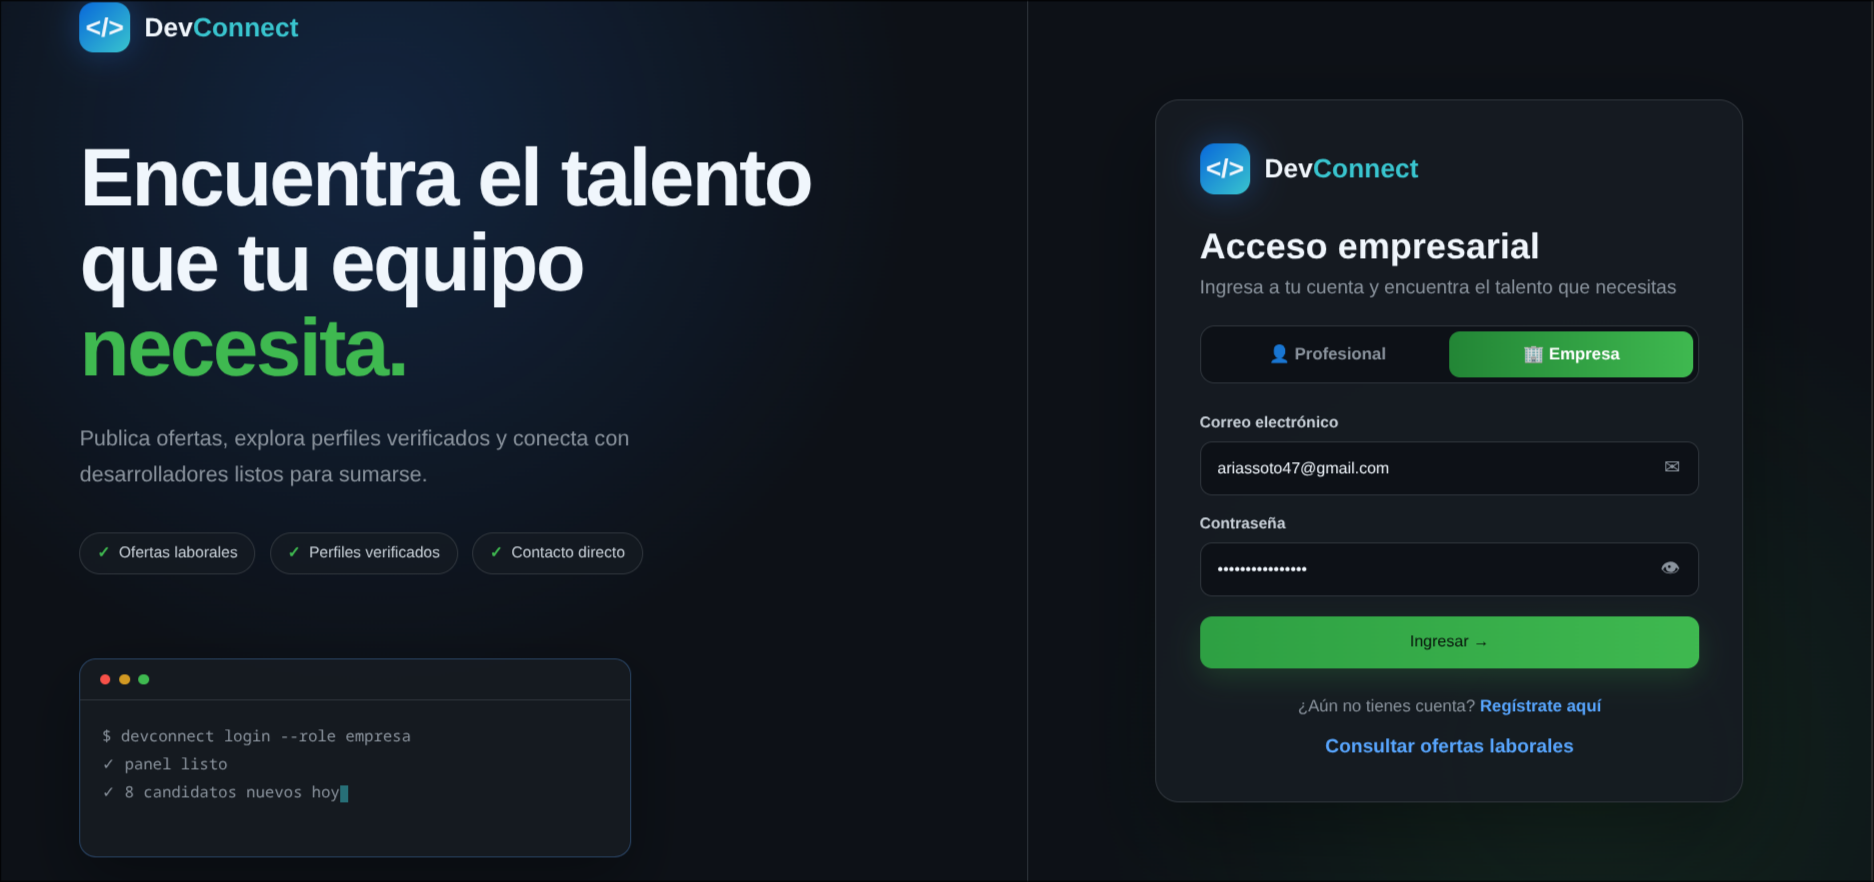 </> DevConnect
Encuentra el talento
que tu equipo
necesita.
Publica ofertas, explora perfiles verificados y conecta con
desarrolladores listos para sumarse.
✓ Ofertas laborales ✓ Perfiles verificados ✓ Contacto directo
$ devconnect login --role empresa
✓ panel listo
✓ 8 candidatos nuevos hoy
</> DevConnect
Acceso empresarial
Ingresa a tu cuenta y encuentra el talento que necesitas
👤 Profesional 🏢 Empresa
Correo electrónico
ariassoto47@gmail.com
Contraseña
••••••••••••••••
Ingresar →
¿Aún no tienes cuenta? Regístrate aquí
Consultar ofertas laborales